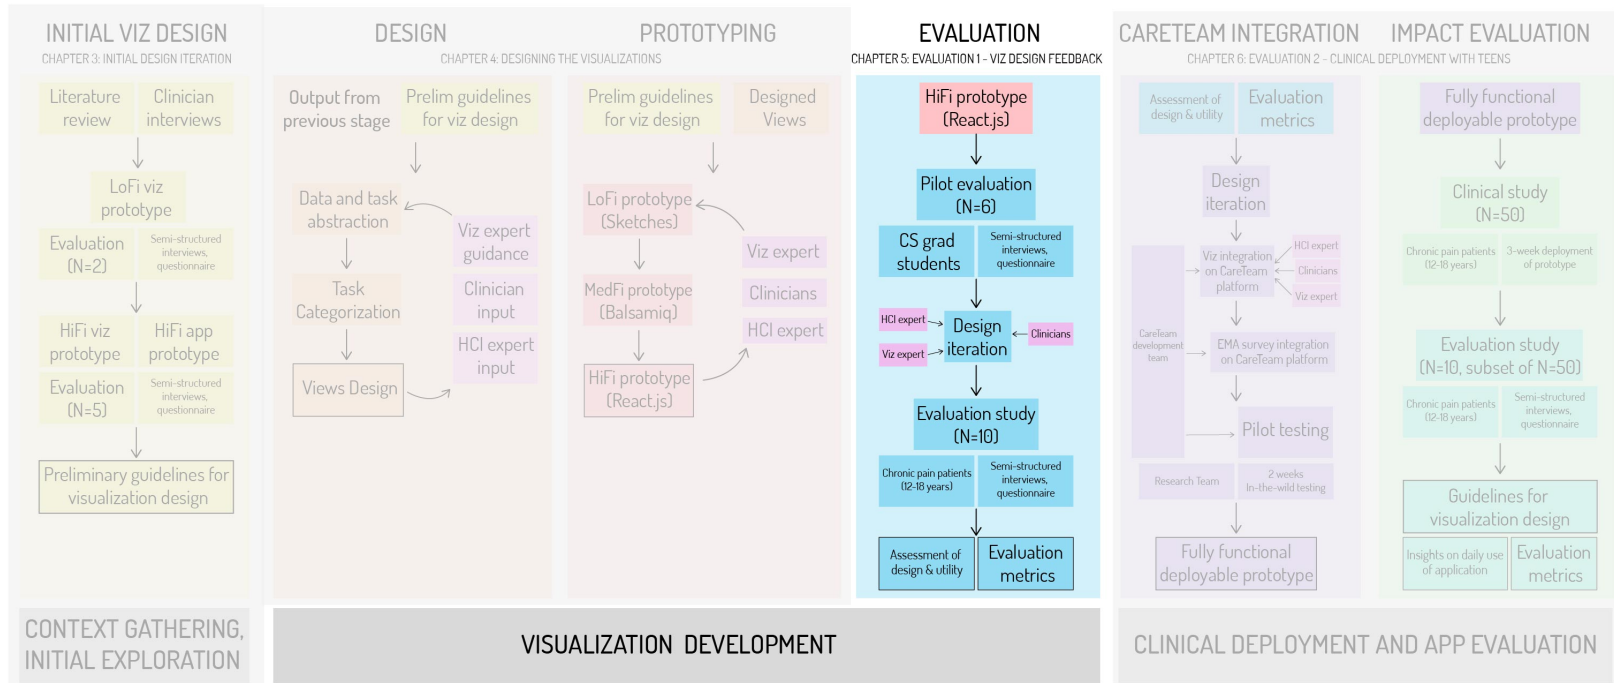 INITIAL VIZ DESIGN
CHAPTER 3: INITIAL DESIGN ITERATION
Literature
review
Clinician
interviews
LoFi viz
prototype
Evaluation
(N=2)
Semi-structured
interviews,
questionnaire
HiFi viz
prototype
HiFi app
prototype
Evaluation
(N=5)
Semi-structured
interviews,
questionnaire
Preliminary guidelines for
visualization design
CONTEXT GATHERING,
INITIAL EXPLORATION
DESIGN
PROTOTYPING
CHAPTER 4: DESIGNING THE VISUALIZATIONS
Output from
previous stage
Prelim guidelines
for viz design
Data and task
abstraction
Viz expert
guidance
Task
Categorization
Clinician
input
HCI expert
input
Views Design
Prelim guidelines
for viz design
Designed
Views
LoFi prototype
(Sketches)
Viz expert
MedFi prototype
(Balsamiq)
Clinicians
HCI expert
HiFi prototype
(React.js)
EVALUATION
CHAPTER 5: EVALUATION 1 - VIZ DESIGN FEEDBACK
HiFi prototype
(React.js)
Pilot evaluation
(N=6)
CS grad
students
Semi-structured
interviews,
questionnaire
HCI expert
Viz expert
Design
iteration
Clinicians
Evaluation study
(N=10)
Chronic pain patients
(12-18 years)
Semi-structured
interviews,
questionnaire
Assessment of
design & utility
Evaluation
metrics
VISUALIZATION DEVELOPMENT
CARETEAM INTEGRATION
IMPACT EVALUATION
CHAPTER 6: EVALUATION 2 - CLINICAL DEPLOYMENT WITH TEENS
Assessment of
design & utility
Evaluation
metrics
Design
iteration
Viz integration
on CareTeam
platform
HCI expert
Clinicians
Viz expert
CareTeam
development
team
EMA survey integration
on CareTeam platform
Pilot testing
Research Team
2 weeks
In-the-wild testing
Fully functional
deployable prototype
Fully functional
deployable prototype
Clinical study
(N=50)
Chronic pain patients
(12-18 years)
3-week deployment
of prototype
Evaluation study
(N=10, subset of N=50)
Chronic pain patients
(12-18 years)
Semi-structured
interviews,
questionnaire
Guidelines for
visualization design
Insights on daily use
of application
Evaluation
metrics
CLINICAL DEPLOYMENT AND APP EVALUATION